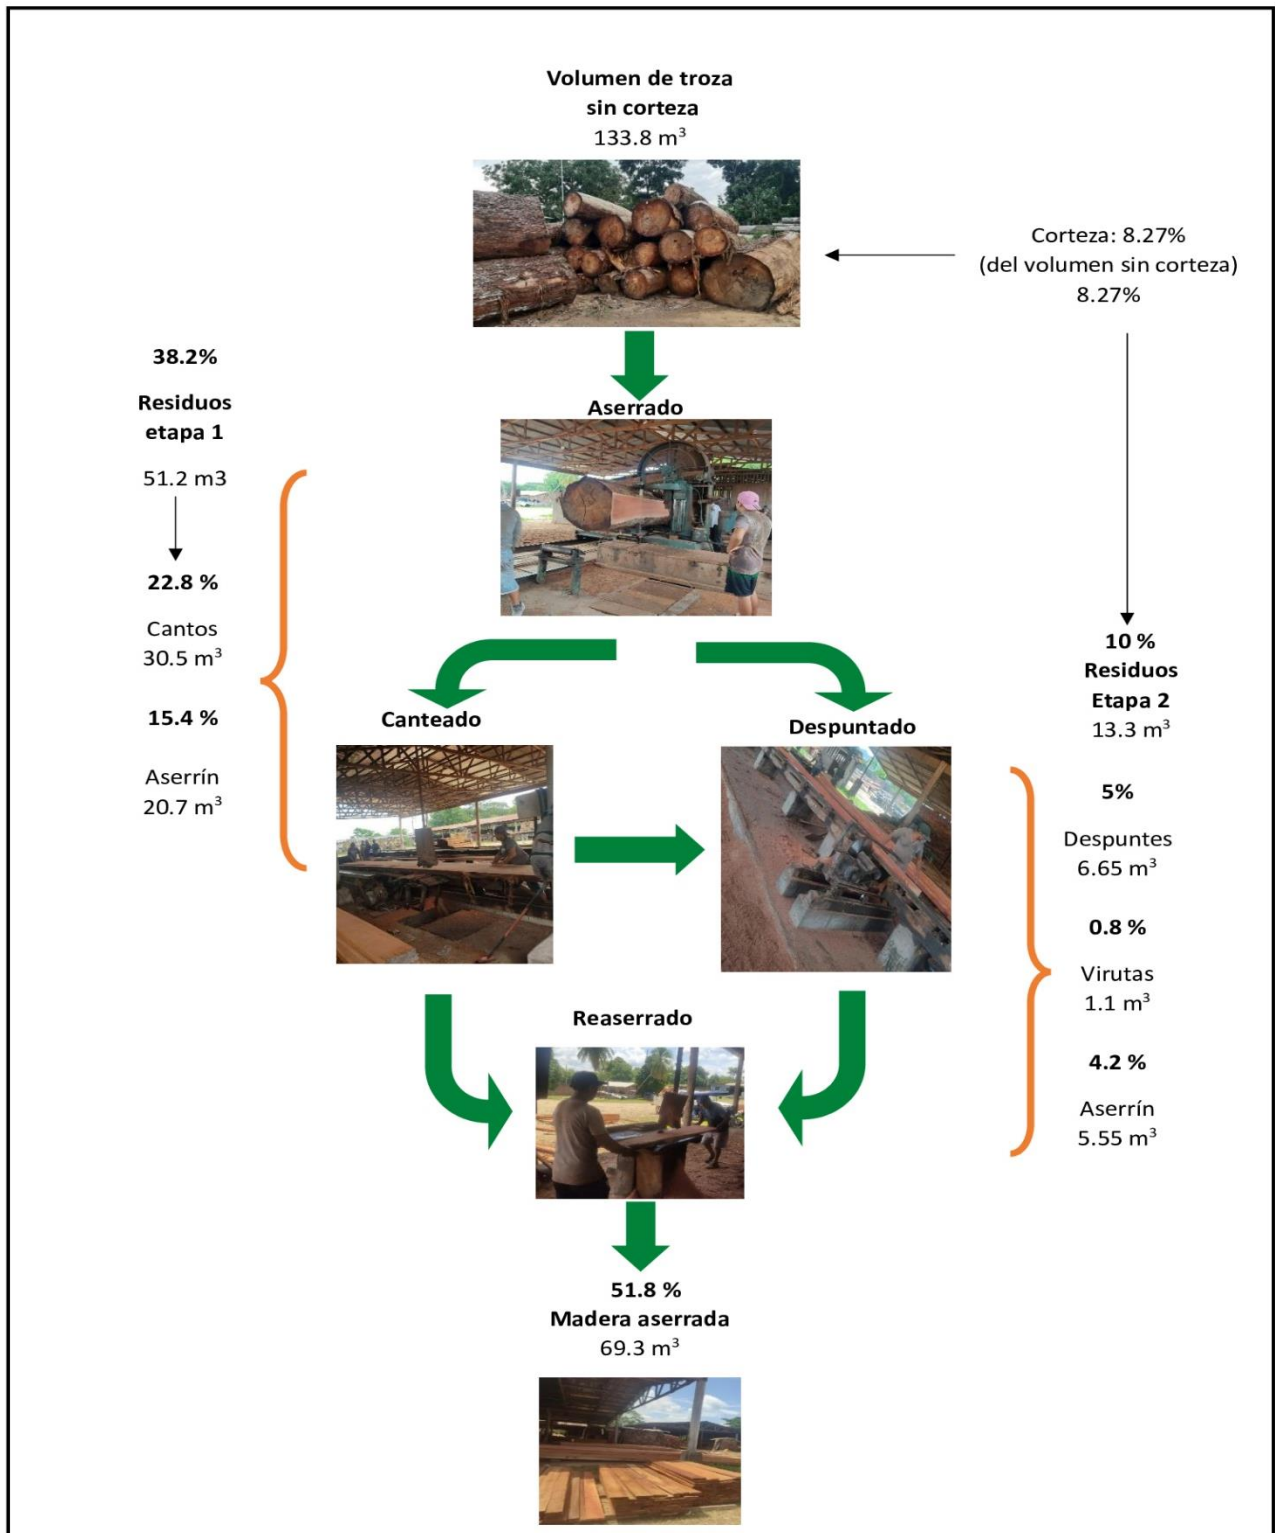 Volumen de troza
sin corteza
133.8 m³
Corteza: 8.27%
(del volumen sin corteza)
8.27%
38.2%
Residuos
etapa 1
51.2 m3
22.8 %
Cantos
30.5 m³
15.4 %
Aserrín
20.7 m³
Aserrado
Canteado
Despuntado
10 %
Residuos
Etapa 2
13.3 m³
5%
Despuntes
6.65 m³
0.8 %
Virutas
1.1 m³
4.2 %
Aserrín
5.55 m³
Reaserrado
51.8 %
Madera aserrada
69.3 m³